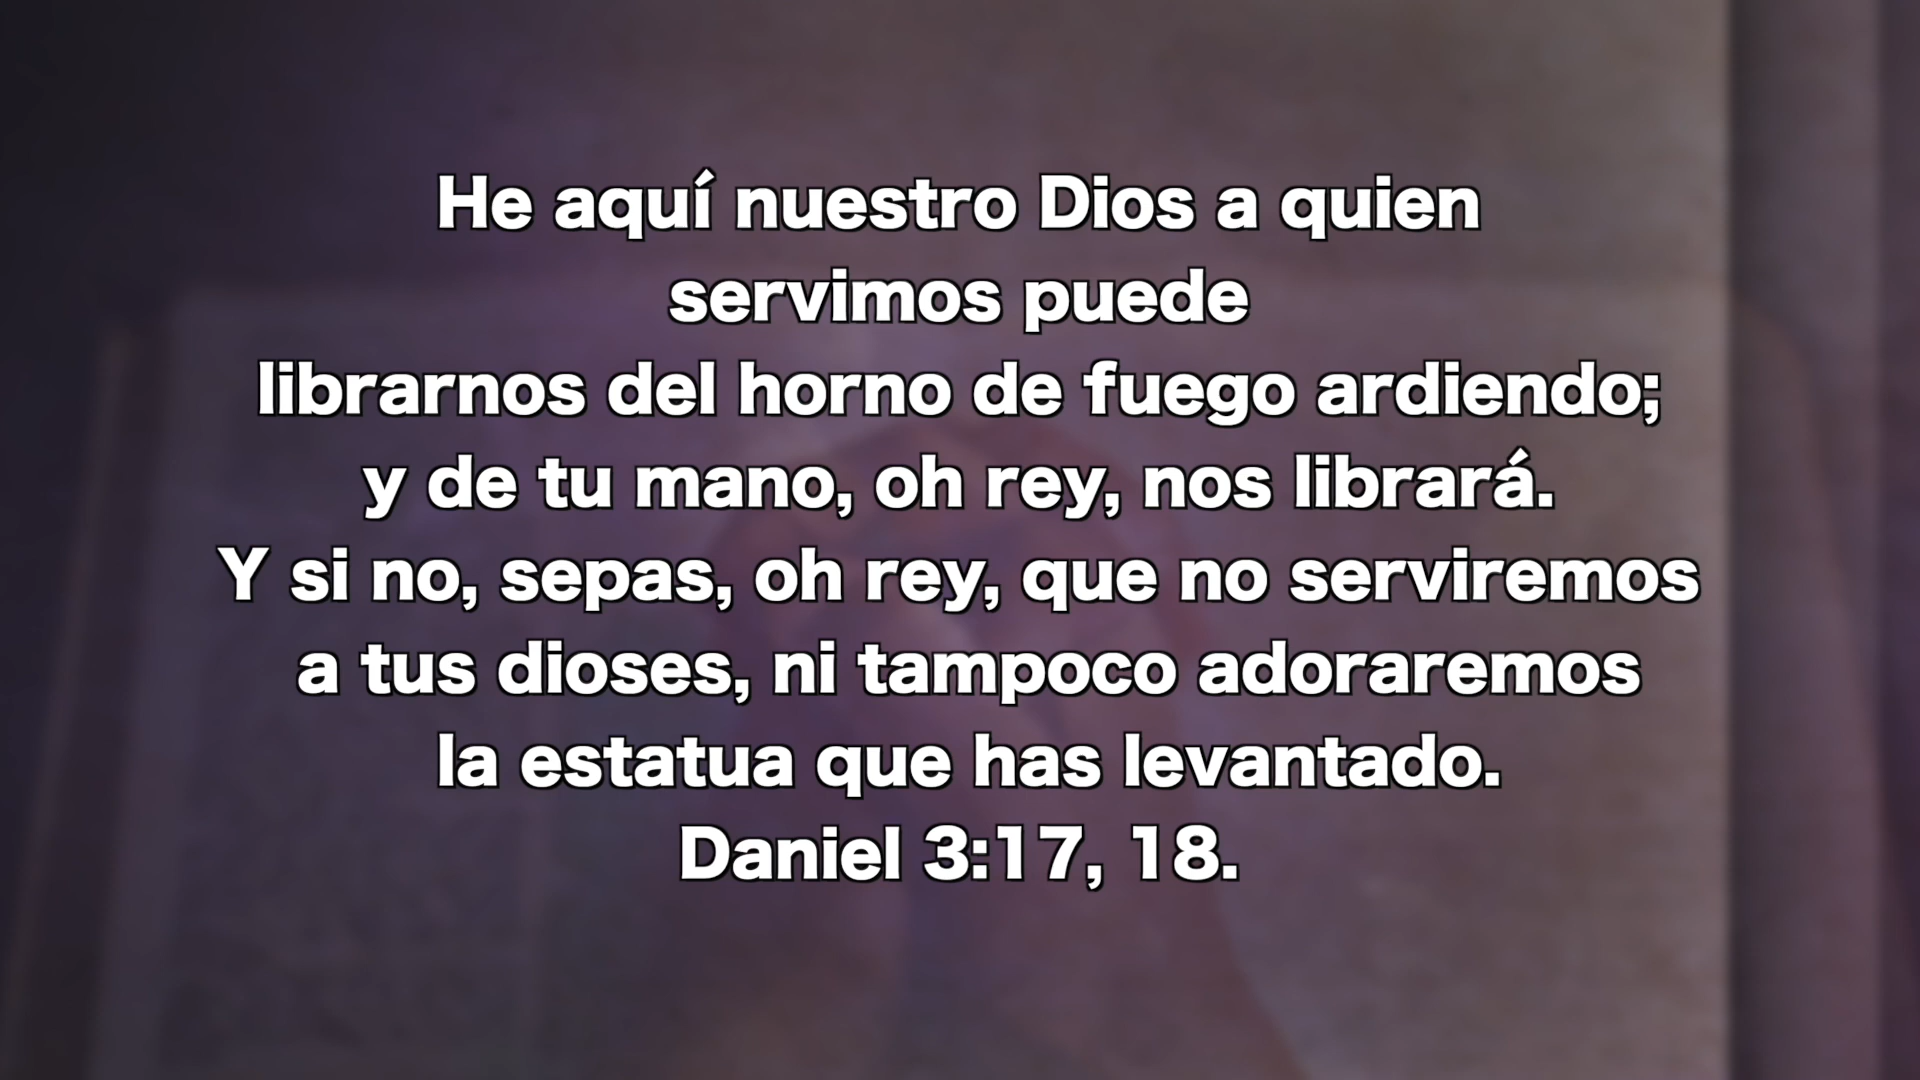 He aquí nuestro Dios a quien
servimos puede
librarnos del horno de fuego ardiendo;
y de tu mano, oh rey, nos librará.
Y si no, sepas, oh rey, que no serviremos
a tus dioses, ni tampoco adoraremos
la estatua que has levantado.
Daniel 3:17, 18.